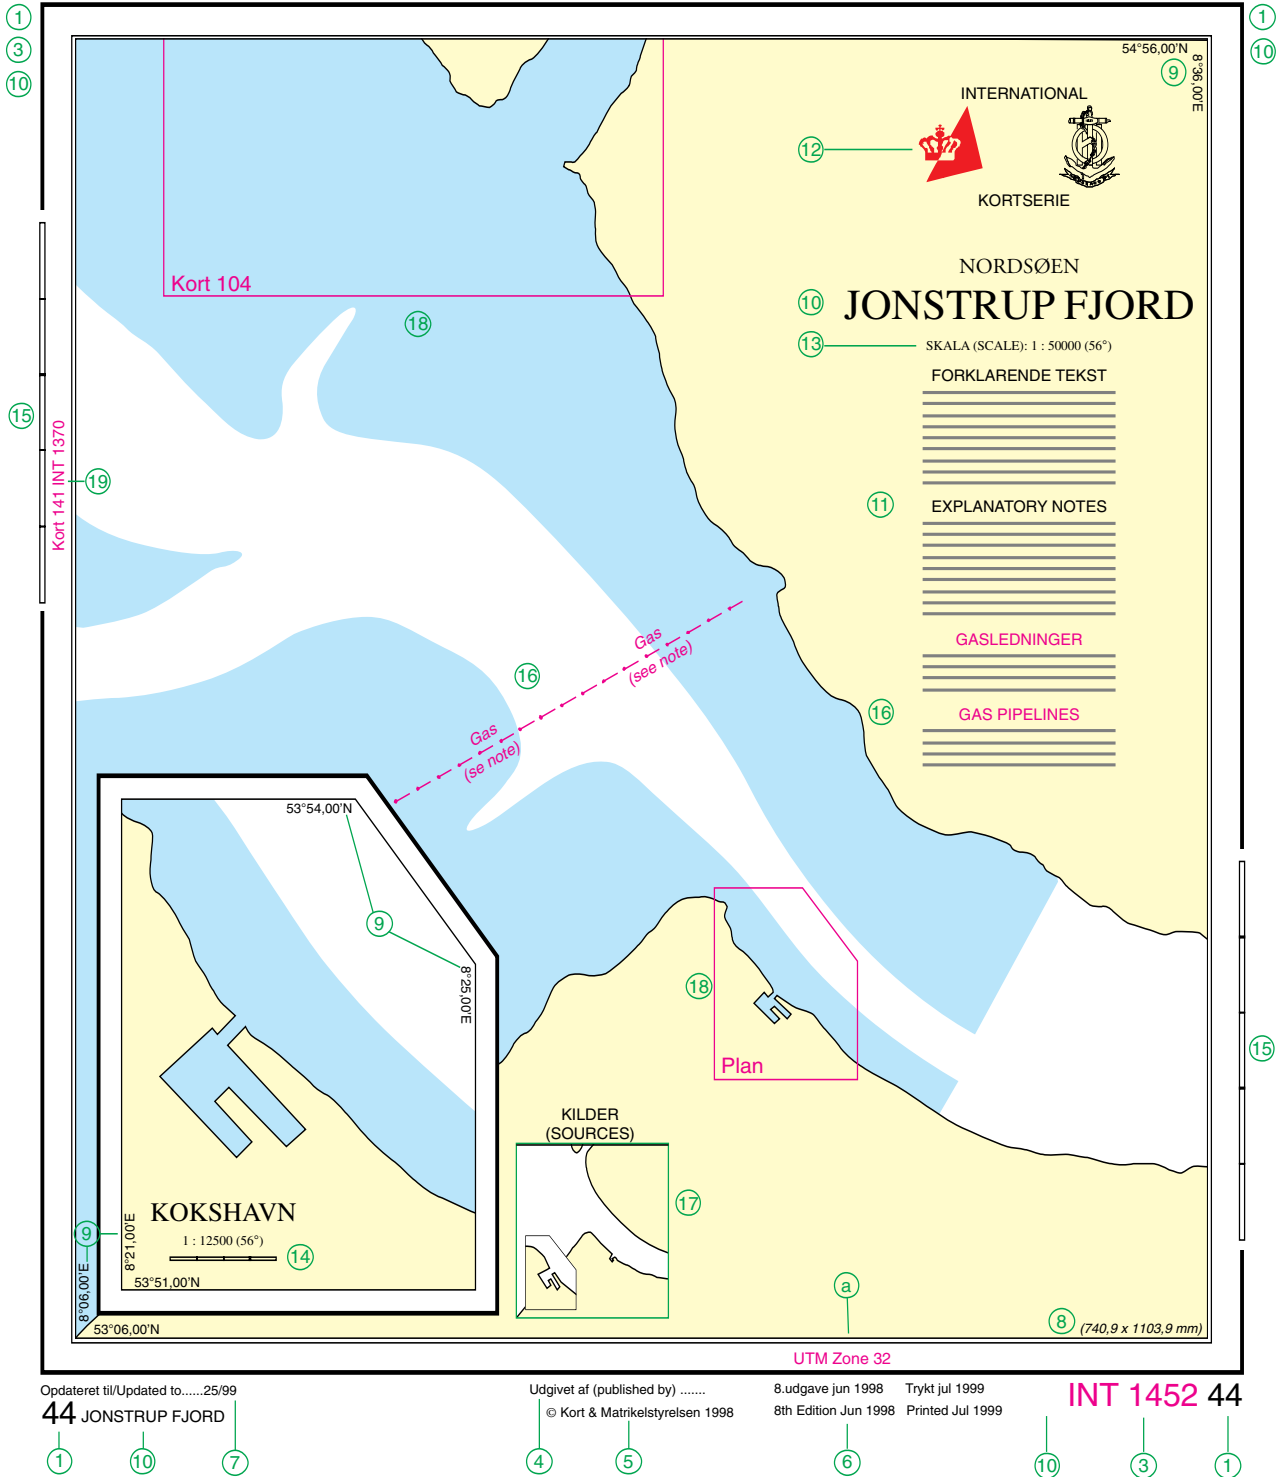 1
1
3
10
10
54°56,00'N
8°36,00'E
9
INTERNATIONAL
12
KORTSERIE
NORDSØEN
Kort 104
10
JONSTRUP FJORD
18
13
SKALA (SCALE): 1 : 50000 (56°)
FORKLARENDE TEKST
15
Kort 141 INT 1370
19
11
EXPLANATORY NOTES
Gas
(see note)
GASLEDNINGER
16
16
GAS PIPELINES
Gas
(se note)
53°54,00'N
9
8°25,00'E
18
Plan
15
KILDER
(SOURCES)
17
KOKSHAVN
1 : 12500 (56°)
14
9
8°21,00'E
53°51,00'N
8°06,00'E
53°06,00'N
a
8
(740,9 x 1103,9 mm)
UTM Zone 32
Opdateret til/Updated to......25/99
44 JONSTRUP FJORD
Udgivet af (published by) .......
© Kort & Matrikelstyrelsen 1998
8.udgave jun 1998 Trykt jul 1999
8th Edition Jun 1998 Printed Jul 1999
INT 1452 44
1
10
7
4
5
6
10
3
1